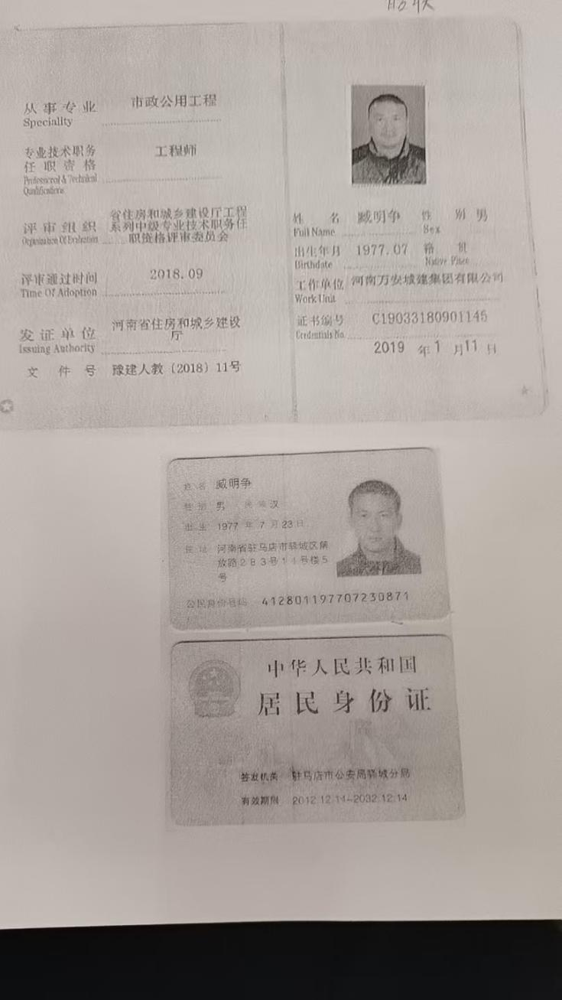 从事专业 市政公用工程
Speciality
专业技术职务
任职资格 工程师
Professional & Technical
Qualifications
评审组织 省住房和城乡建设厅工程
系列中级专业技术职务任
职资格评审委员会
Organization Of Evaluation
评审通过时间 2018.09
Time Of Adoption
发证单位 河南省住房和城乡建设
厅
Issuing Authority
文件号 豫建人教〔2018〕11号
姓名 臧明争 性别 男
Full Name Sex
出生年月 1977.07 籍
Birthdate Native Place
工作单位 河南万安城建集团有限公司
Work Unit
证书编号 C19033180901145
Credentials No.
2019 年 1 月 11 日
姓名 臧明争
性别 男 民族 汉
出生 1977 年 7 月 23 日
住址 河南省驻马店市驿城区解
放路283号14号楼5
号
公民身份号码 412801197707230871
中华人民共和国
居民身份证
签发机关 驻马店市公安局驿城分局
有效期限 2012.12.14-2032.12.14